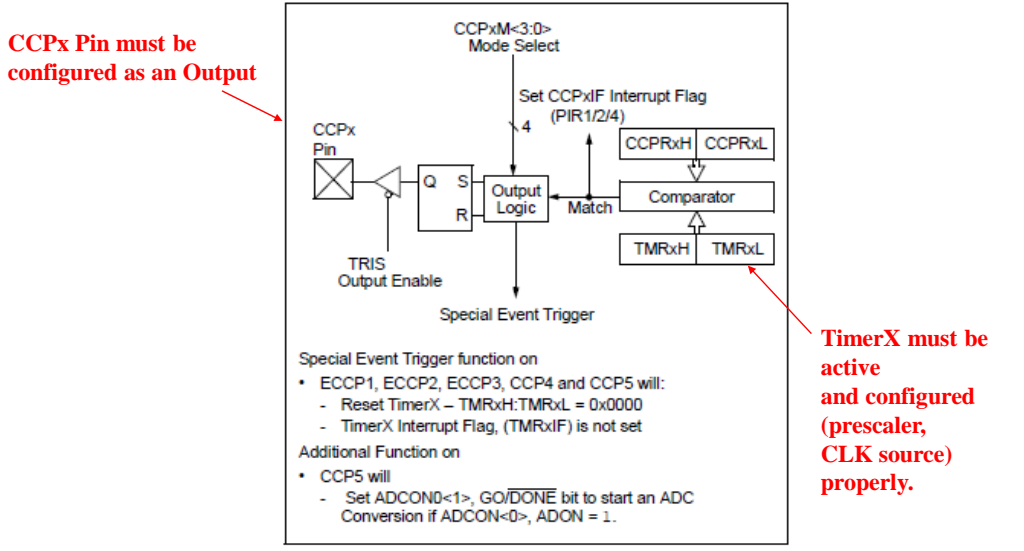 CCPx Pin must be
configured as an Output
CCPxM<3:0>
Mode Select
Set CCPxIF Interrupt Flag
(PIR1/2/4)
4
CCPx
Pin
CCPRxH CCPRxL
Q S
R
Output
Logic
Match
Comparator
TMRxH TMRxL
TRIS
Output Enable
Special Event Trigger
TimerX must be
active
and configured
(prescaler,
CLK source)
properly.
Special Event Trigger function on
• ECCP1, ECCP2, ECCP3, CCP4 and CCP5 will:
- Reset TimerX – TMRxH:TMRxL = 0x0000
- TimerX Interrupt Flag, (TMRxIF) is not set
Additional Function on
• CCP5 will
- Set ADCON0<1>, GO/DONE bit to start an ADC
Conversion if ADCON<0>, ADON = 1.